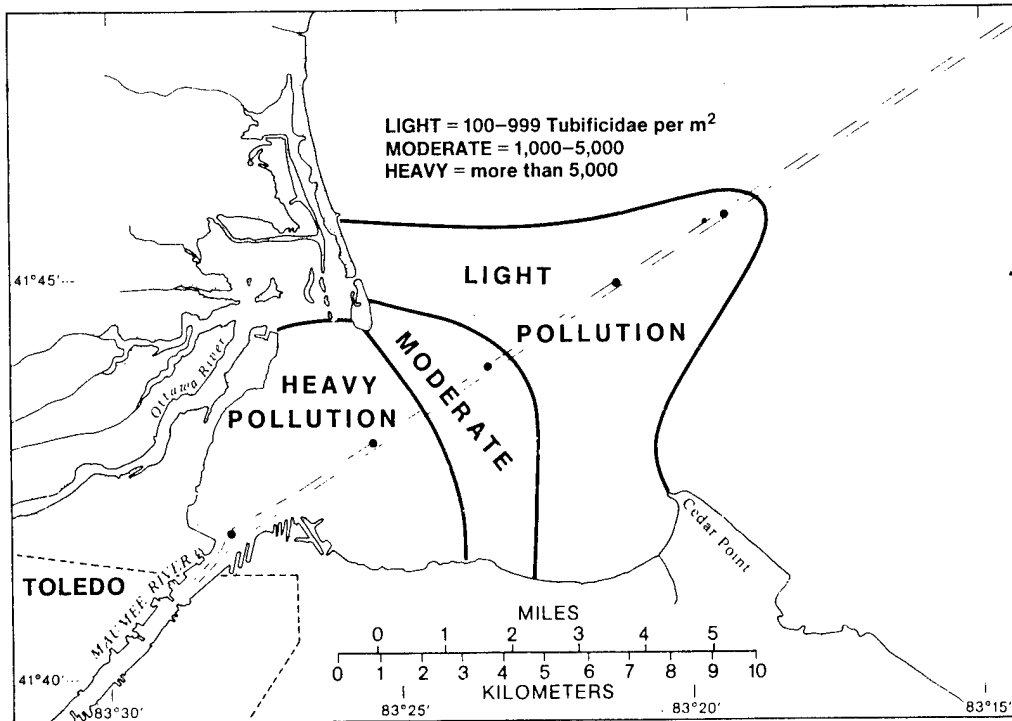 LIGHT = 100–999 Tubificidae per m²
MODERATE = 1,000–5,000
HEAVY = more than 5,000
41°45'
LIGHT
POLLUTION
MODERATE
HEAVY
POLLUTION
Ottawa River
Cedar Point
TOLEDO
MAUMEE RIVER
MILES
0 1 2 3 4 5
0 1 2 3 4 5 6 7 8 9 10
KILOMETERS
41°40'
83°30' 83°25' 83°20' 83°15'